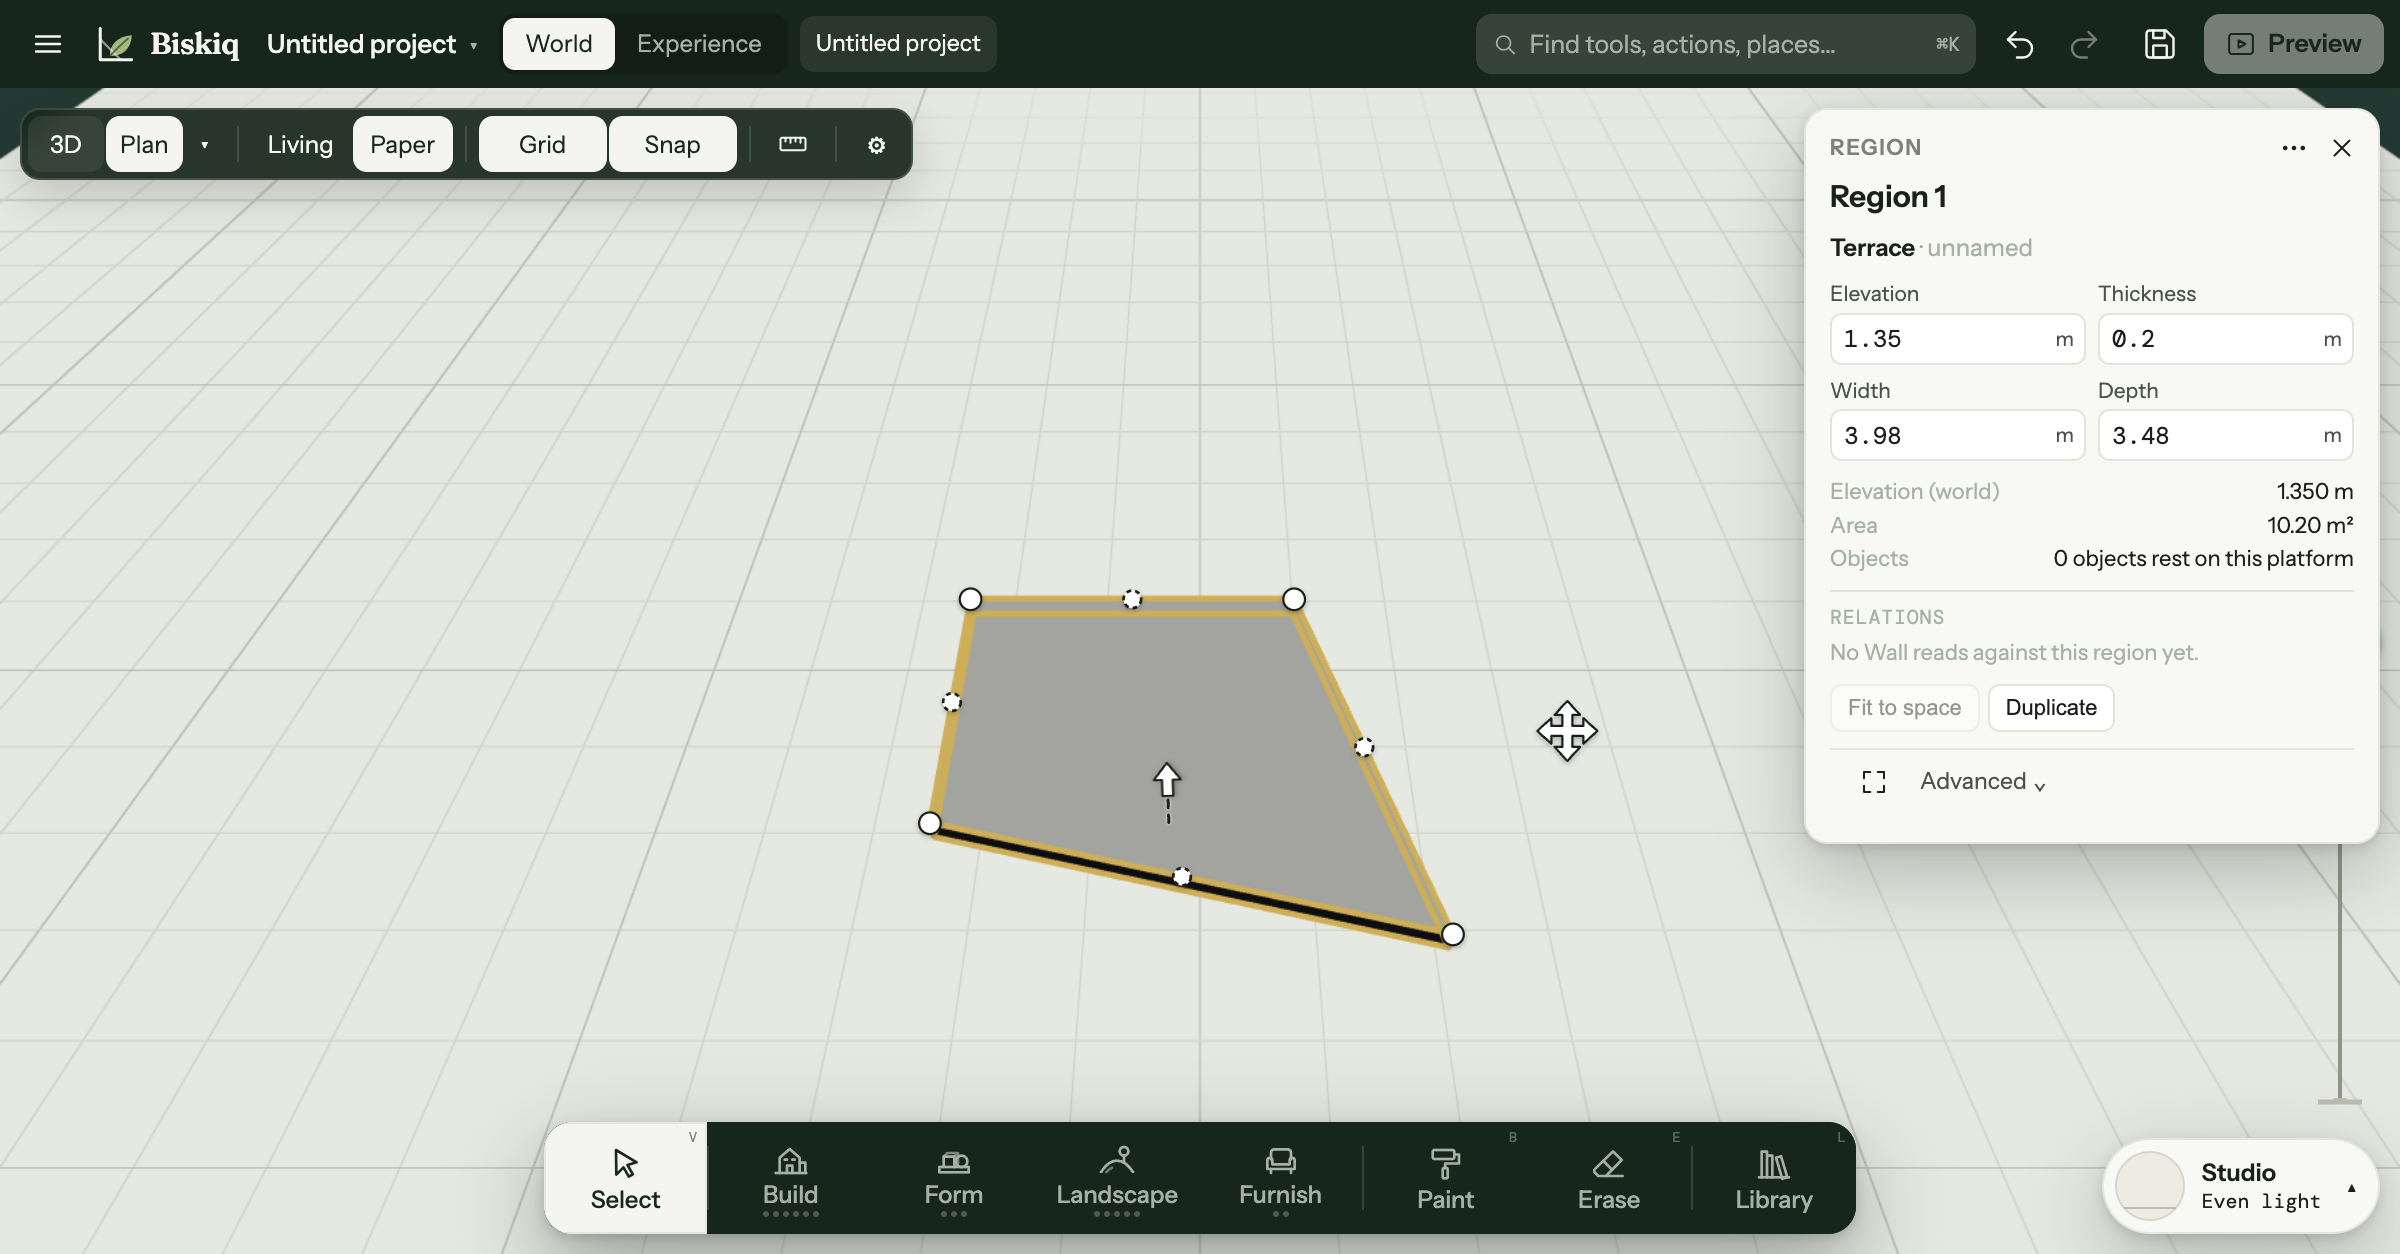 Biskiq Untitled project World Experience Untitled project Find tools, actions, places... ⌘K Preview
3D Plan Living Paper Grid Snap
REGION
Region 1
Terrace · unnamed
Elevation Thickness
1.35 m 0.2 m
Width Depth
3.98 m 3.48 m
Elevation (world) 1.350 m
Area 10.20 m²
Objects 0 objects rest on this platform
RELATIONS
No Wall reads against this region yet.
Fit to space Duplicate
Advanced
V B E L
Select Build Form Landscape Furnish Paint Erase Library
Studio
Even light